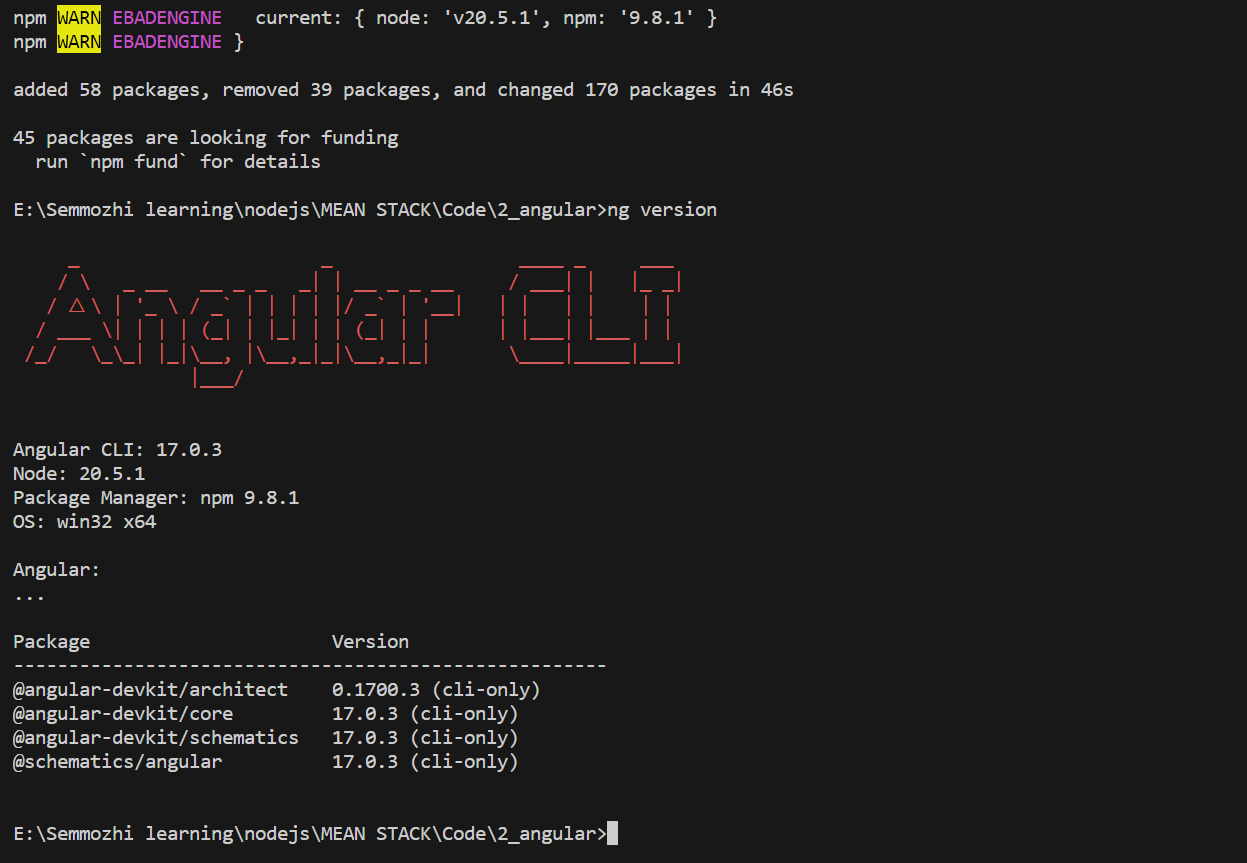 npm WARN EBADENGINE   current: { node: 'v20.5.1', npm: '9.8.1' }
npm WARN EBADENGINE }
added 58 packages, removed 39 packages, and changed 170 packages in 46s
45 packages are looking for funding
  run `npm fund` for details
E:\Semmozhi learning\nodejs\MEAN STACK\Code\2_angular>ng version
Angular CLI
Angular CLI: 17.0.3
Node: 20.5.1
Package Manager: npm 9.8.1
OS: win32 x64
Angular:
...
Package                      Version
------------------------------------------------------
@angular-devkit/architect    0.1700.3 (cli-only)
@angular-devkit/core         17.0.3 (cli-only)
@angular-devkit/schematics   17.0.3 (cli-only)
@schematics/angular          17.0.3 (cli-only)
E:\Semmozhi learning\nodejs\MEAN STACK\Code\2_angular>